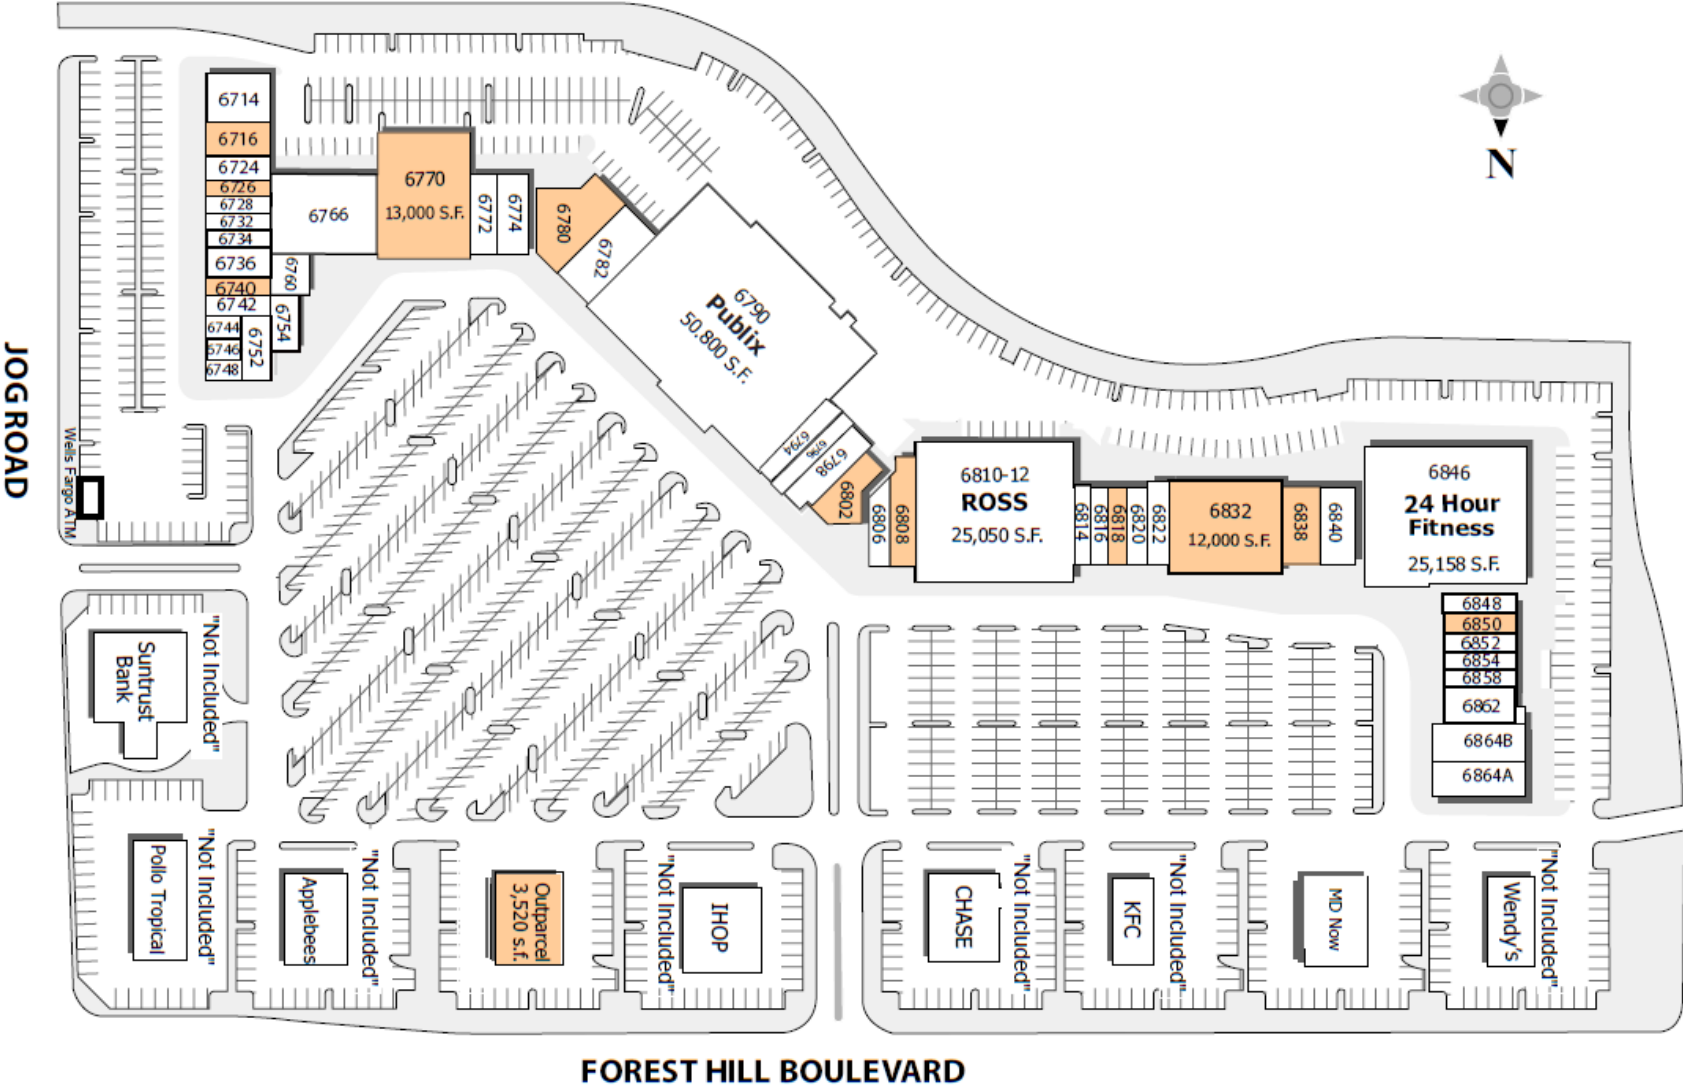 N
JOG ROAD
6714
6716
6724
6726
6728
6732
6734
6736
6740
6742
6744
6746
6748
6752
6754
6760
6766
6770
13,000 S.F.
6772
6774
6780
6782
6790
Publix
50.800 S.F.
6794
6796
6798
6802
6806
6808
6810-12
ROSS
25,050 S.F.
6814
6816
6818
6820
6822
6832
12,000 S.F.
6838
6840
6846
24 Hour
Fitness
25,158 S.F.
6848
6850
6852
6854
6858
6862
6864B
6864A
Wells Fargo ATM
Suntrust
Bank
"Not Included"
Pollo Tropical
"Not Included"
Applebees
"Not Included"
Outparcel
3,520 s.f.
IHOP
"Not Included"
CHASE
"Not Included"
KFC
"Not Included"
MD Now
Wendy's
"Not Included"
FOREST HILL BOULEVARD